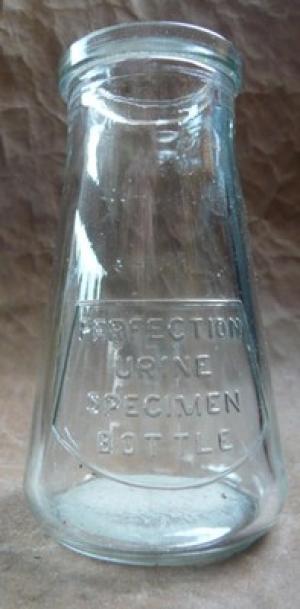 PERFECTION
URINE
SPECIMEN
BOTTLE